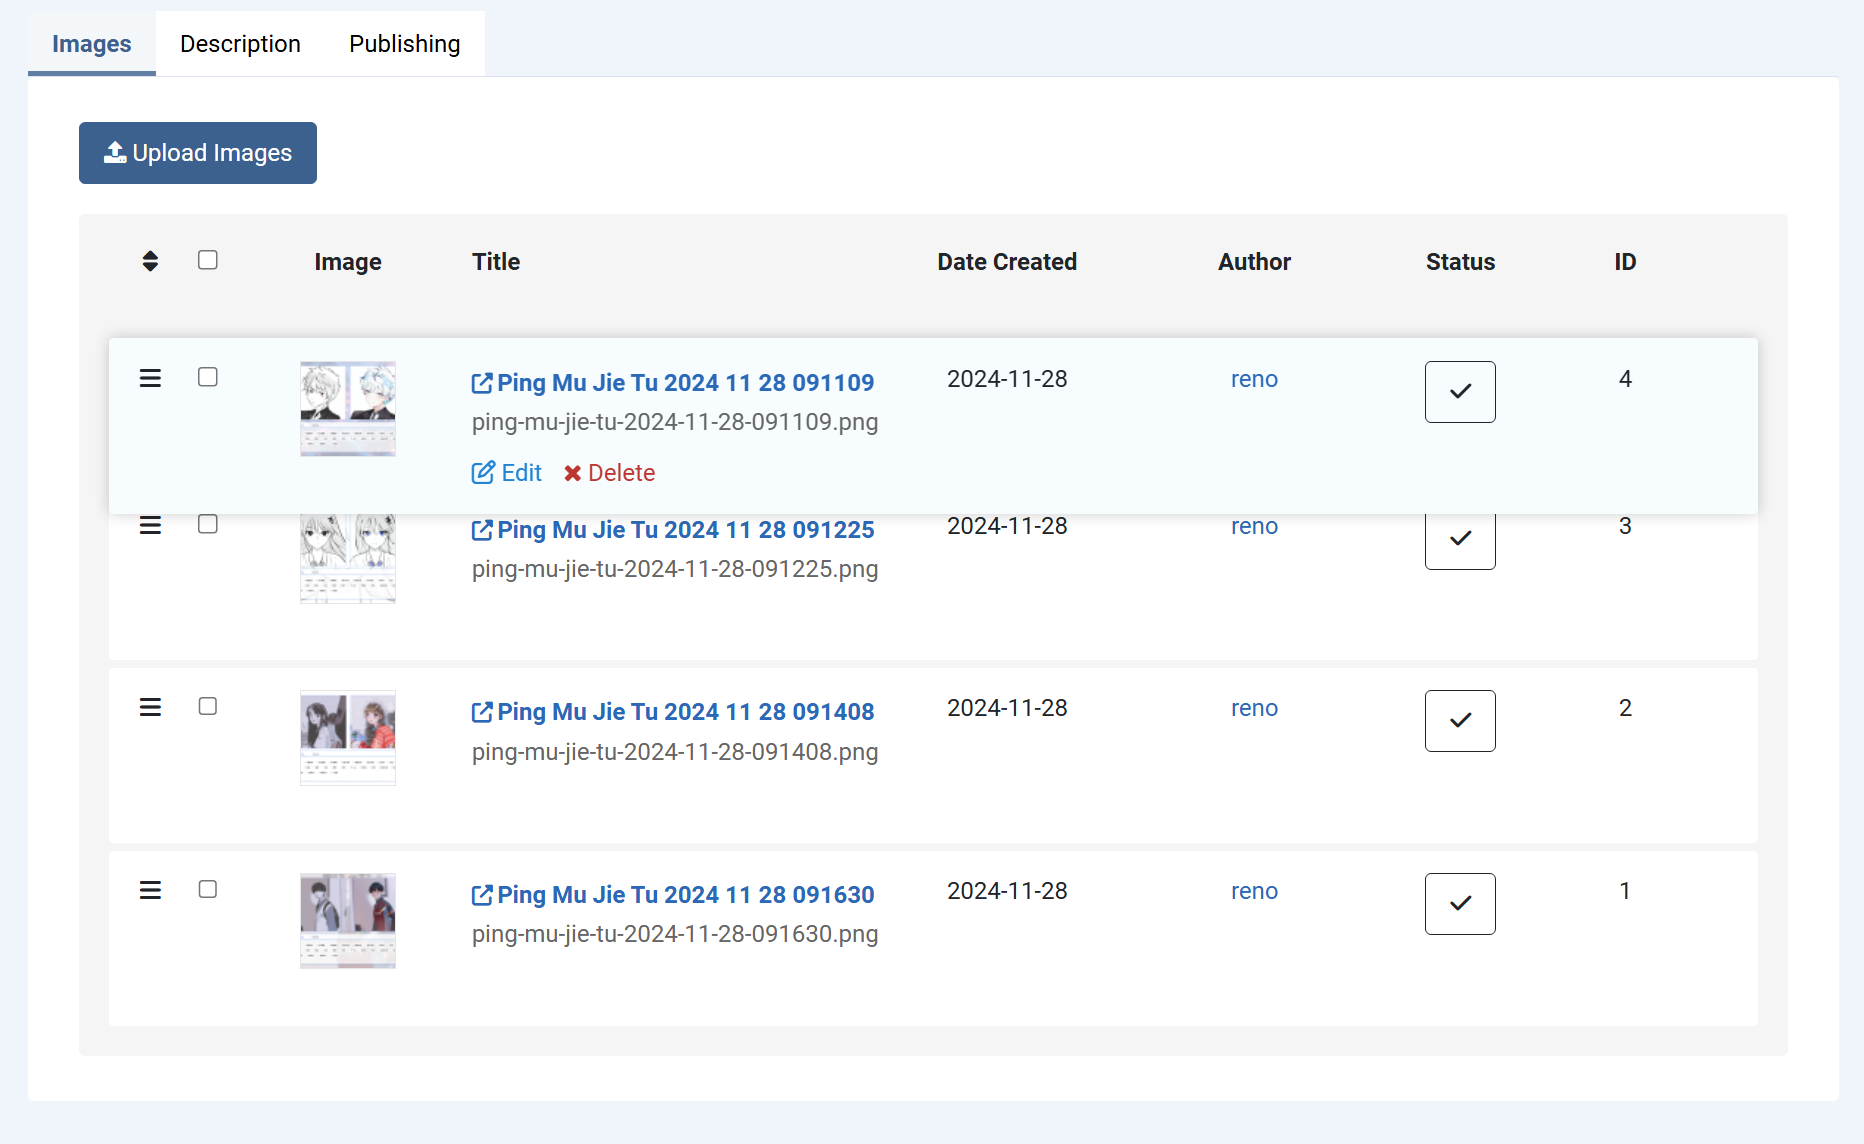 Images Description Publishing
Upload Images
Image Title Date Created Author Status ID
Ping Mu Jie Tu 2024 11 28 091109 2024-11-28 reno 4
ping-mu-jie-tu-2024-11-28-091109.png
Edit Delete
Ping Mu Jie Tu 2024 11 28 091225 2024-11-28 reno 3
ping-mu-jie-tu-2024-11-28-091225.png
Ping Mu Jie Tu 2024 11 28 091408 2024-11-28 reno 2
ping-mu-jie-tu-2024-11-28-091408.png
Ping Mu Jie Tu 2024 11 28 091630 2024-11-28 reno 1
ping-mu-jie-tu-2024-11-28-091630.png